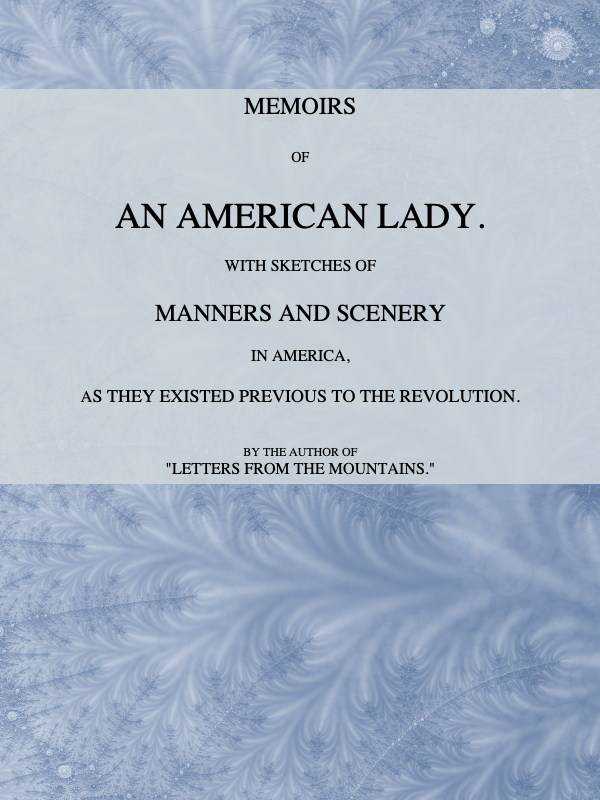 MEMOIRS
OF
AN AMERICAN LADY.
WITH SKETCHES OF
MANNERS AND SCENERY
IN AMERICA,
AS THEY EXISTED PREVIOUS TO THE REVOLUTION.
BY THE AUTHOR OF
"LETTERS FROM THE MOUNTAINS."